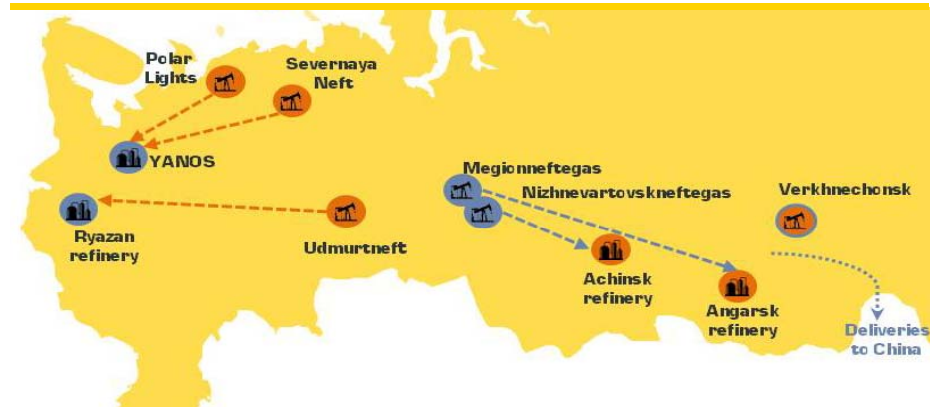 Polar
Lights
Severnaya
Neft
YANOS
Megionneftegas
Nizhnevartovskneftegas
Verkhnechonsk
Ryazan
refinery
Udmurtneft
Achinsk
refinery
Angarsk
refinery
Deliveries
to China